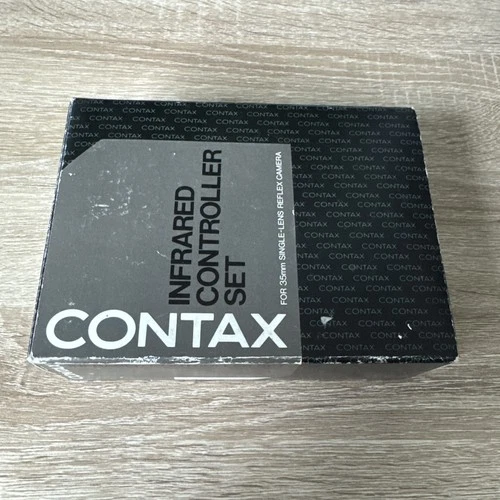 INFRARED
CONTROLLER
SET
FOR 35mm SINGLE-LENS REFLEX CAMERA
CONTAX